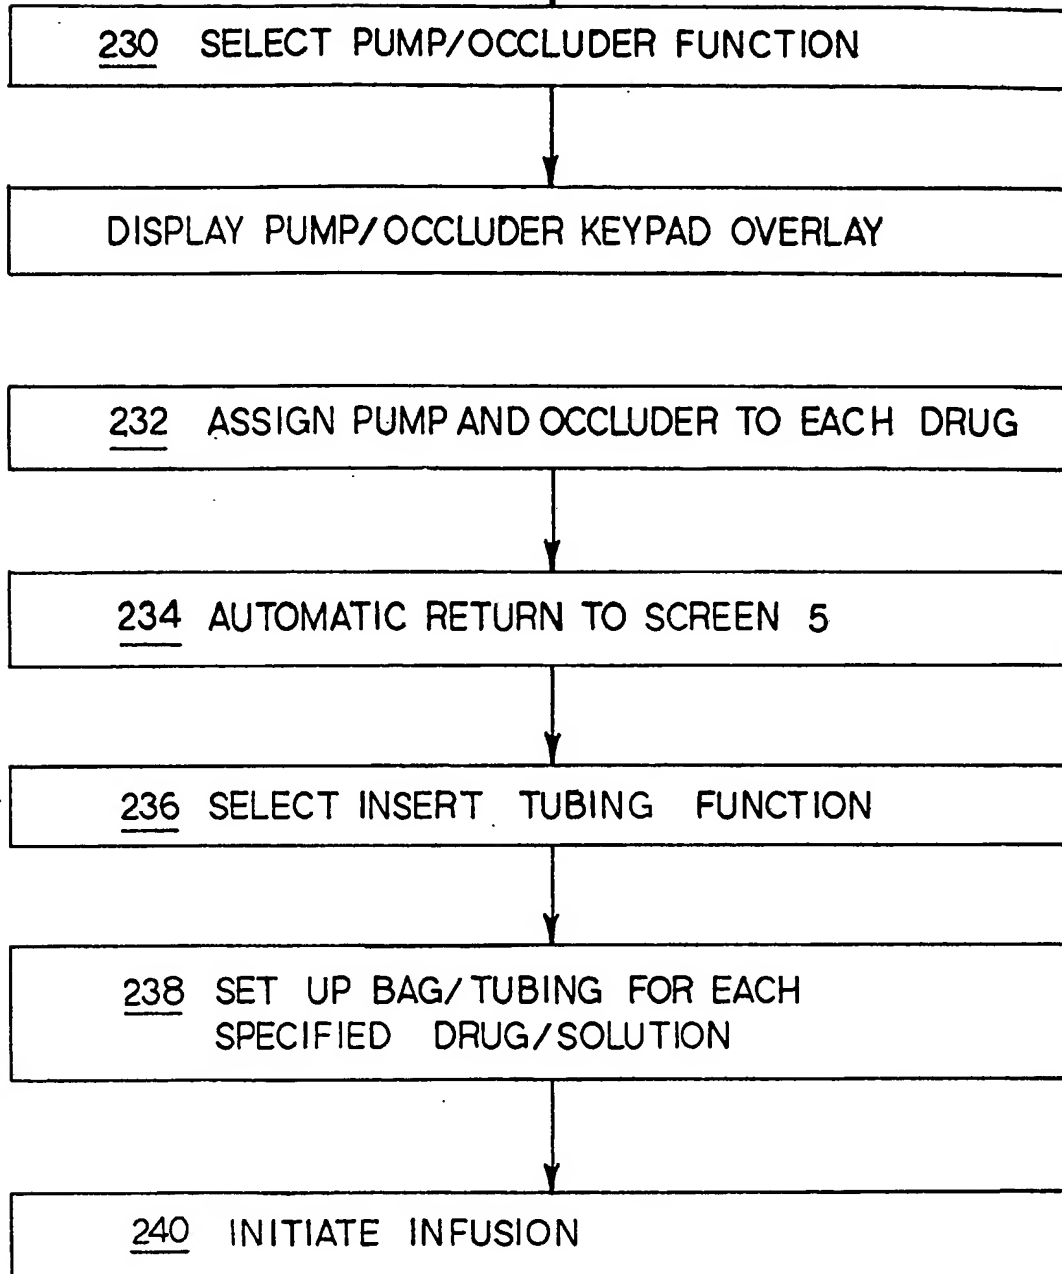 230 SELECT PUMP/OCCLUDER FUNCTION
DISPLAY PUMP/OCCLUDER KEYPAD OVERLAY
232 ASSIGN PUMP AND OCCLUDER TO EACH DRUG
234 AUTOMATIC RETURN TO SCREEN 5
236 SELECT INSERT TUBING FUNCTION
238 SET UP BAG/TUBING FOR EACH
SPECIFIED DRUG/SOLUTION
240 INITIATE INFUSION